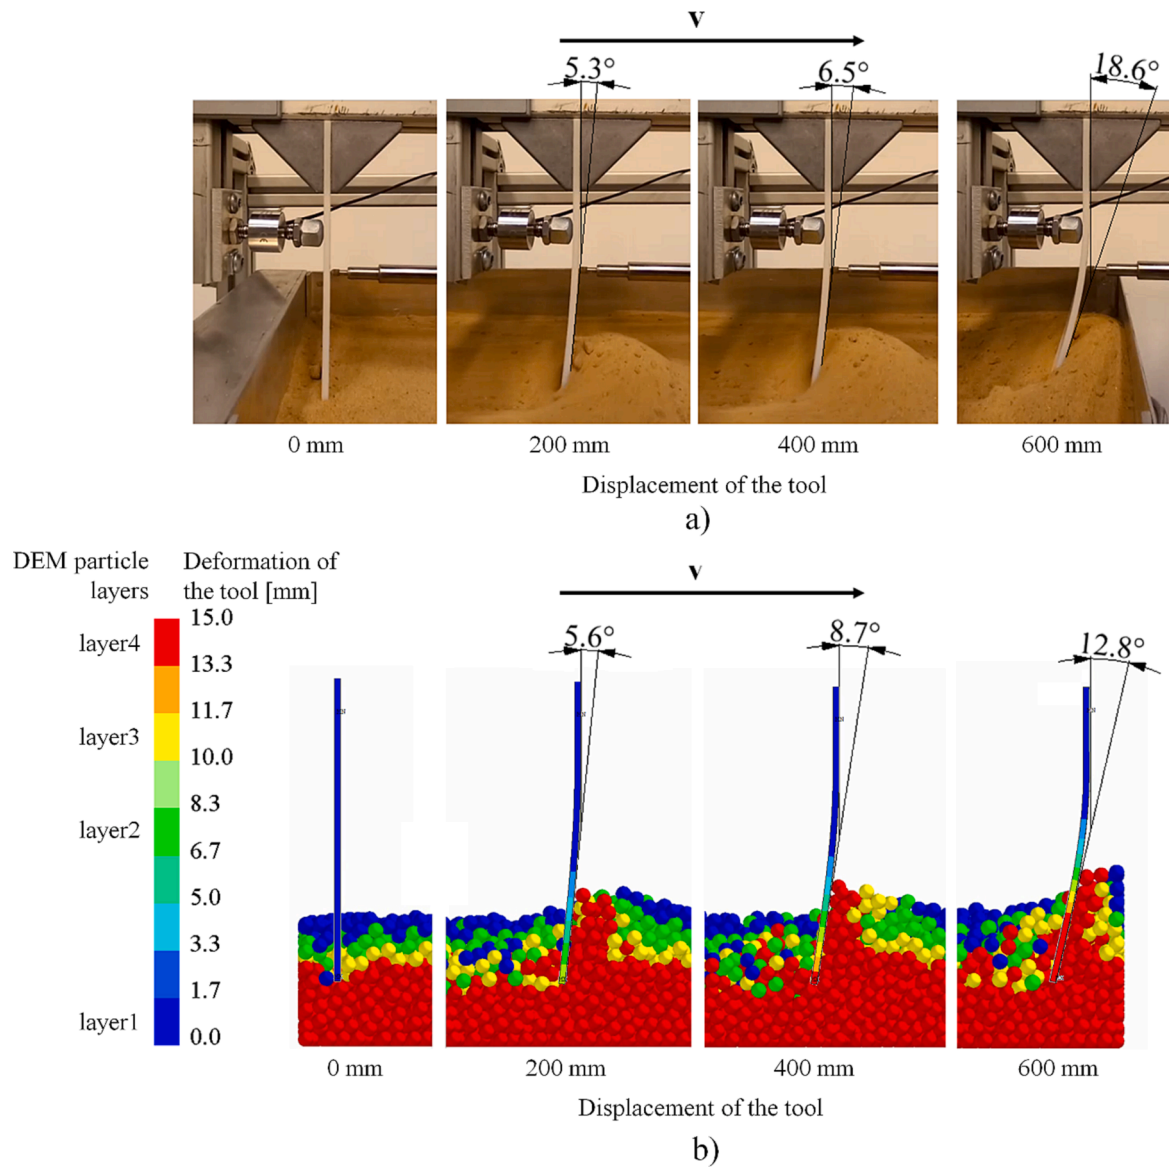 v
5.3°
6.5°
18.6°
0 mm
200 mm
400 mm
600 mm
Displacement of the tool
a)
DEM particle
layers
Deformation of
the tool [mm]
v
layer4
layer3
layer2
layer1
15.0
13.3
11.7
10.0
8.3
6.7
5.0
3.3
1.7
0.0
5.6°
8.7°
12.8°
0 mm
200 mm
400 mm
600 mm
Displacement of the tool
b)